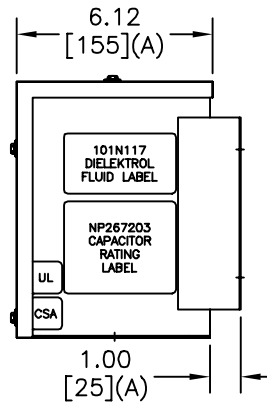 6.12
[155](A)
101N117
DIELEKTROL
FLUID LABEL
NP267203
CAPACITOR
RATING
LABEL
UL
CSA
1.00
[25](A)